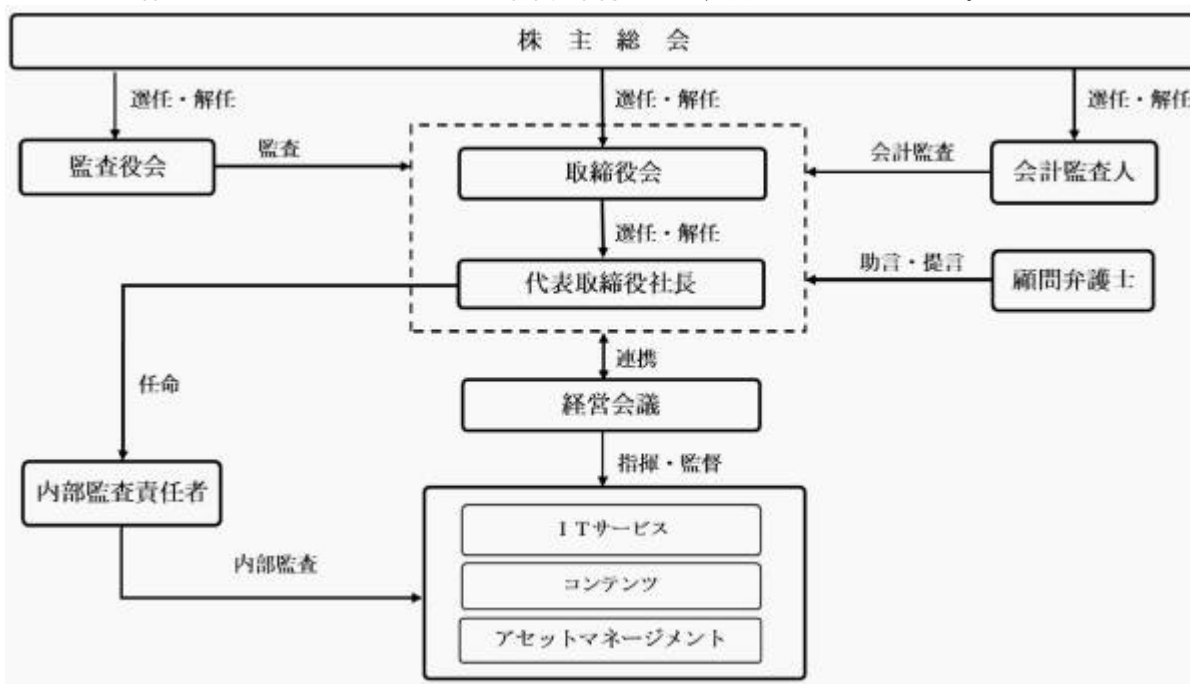 株主総会
選任・解任
選任・解任
選任・解任
監査役会
監査
取締役会
会計監査
会計監査人
選任・解任
代表取締役社長
助言・提言
顧問弁護士
連携
任命
経営会議
指揮・監督
内部監査責任者
ITサービス
内部監査
コンテンツ
アセットマネージメント